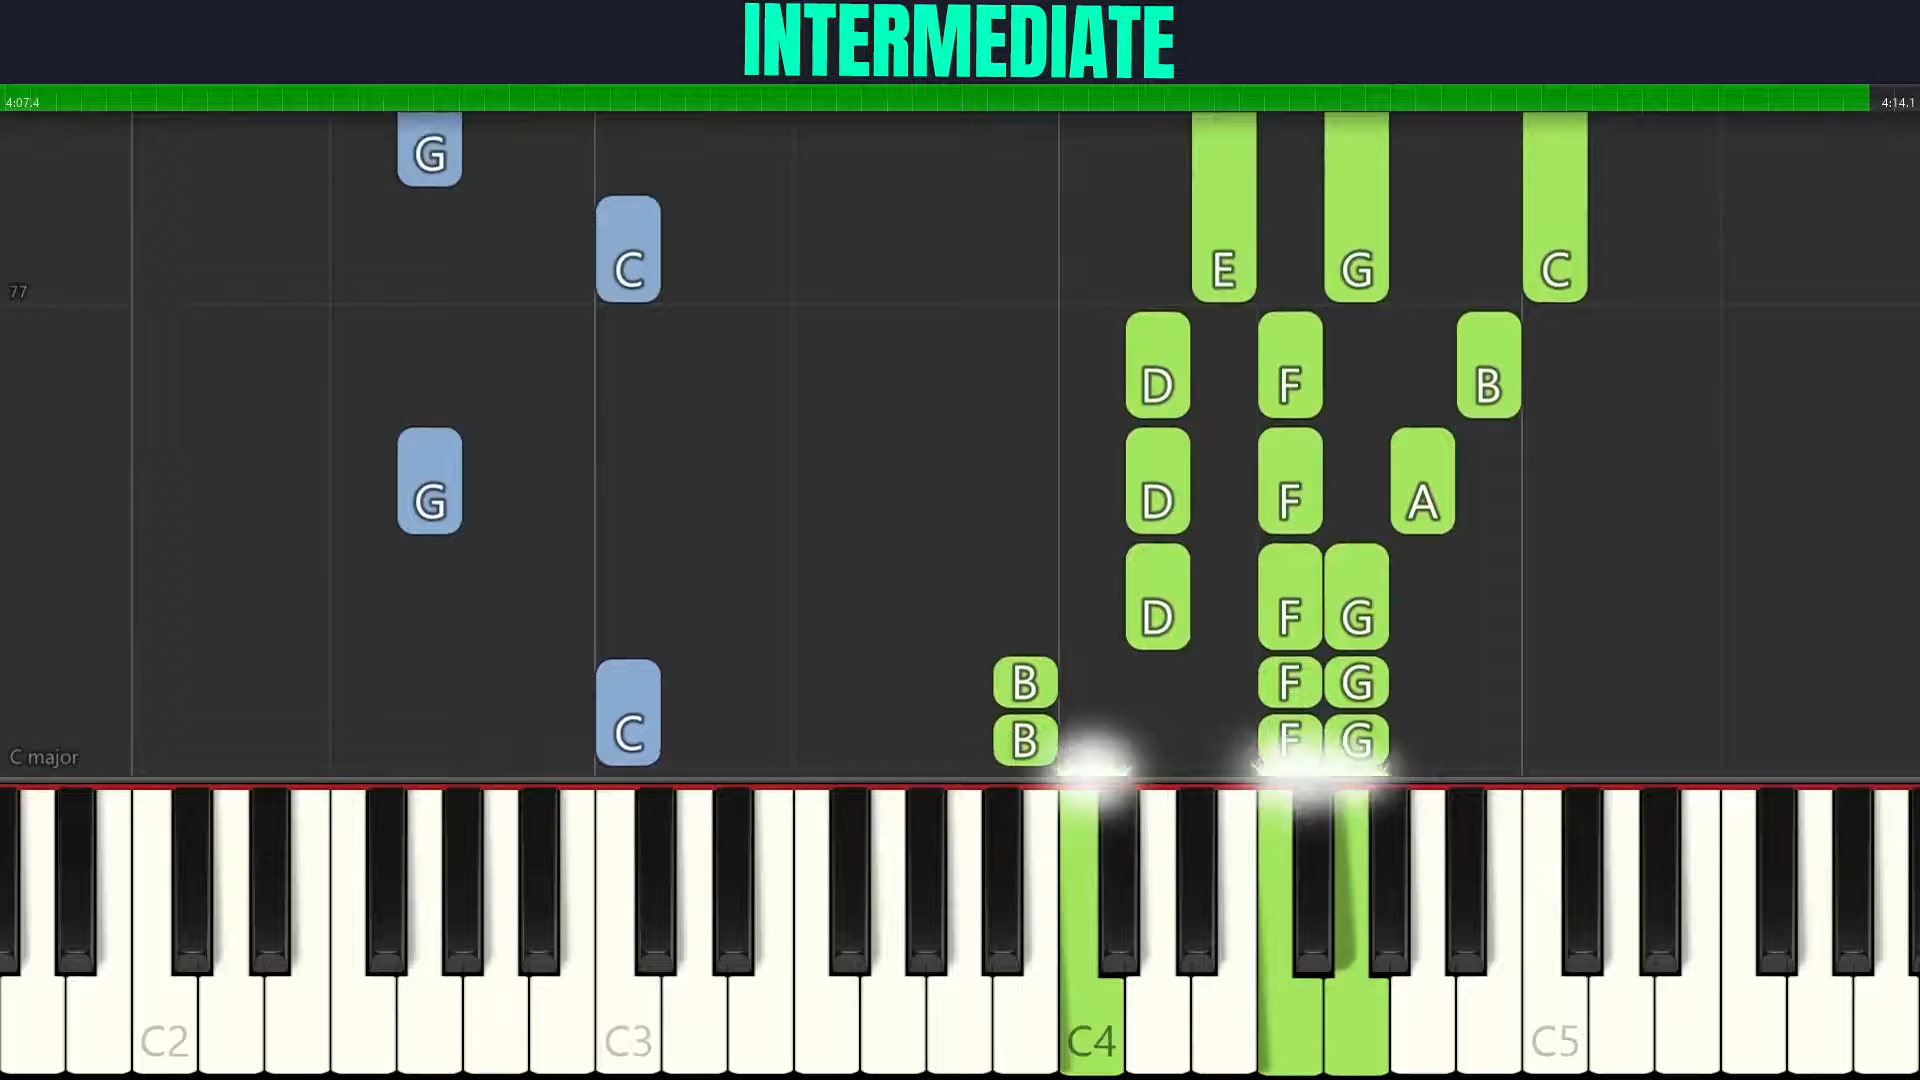 INTERMEDIATE
4:07.4 4:14.1
G
C E G C
77
D F B
G D F A
D F G
B F G
C B F G
C major
C2 C3 C4 C5